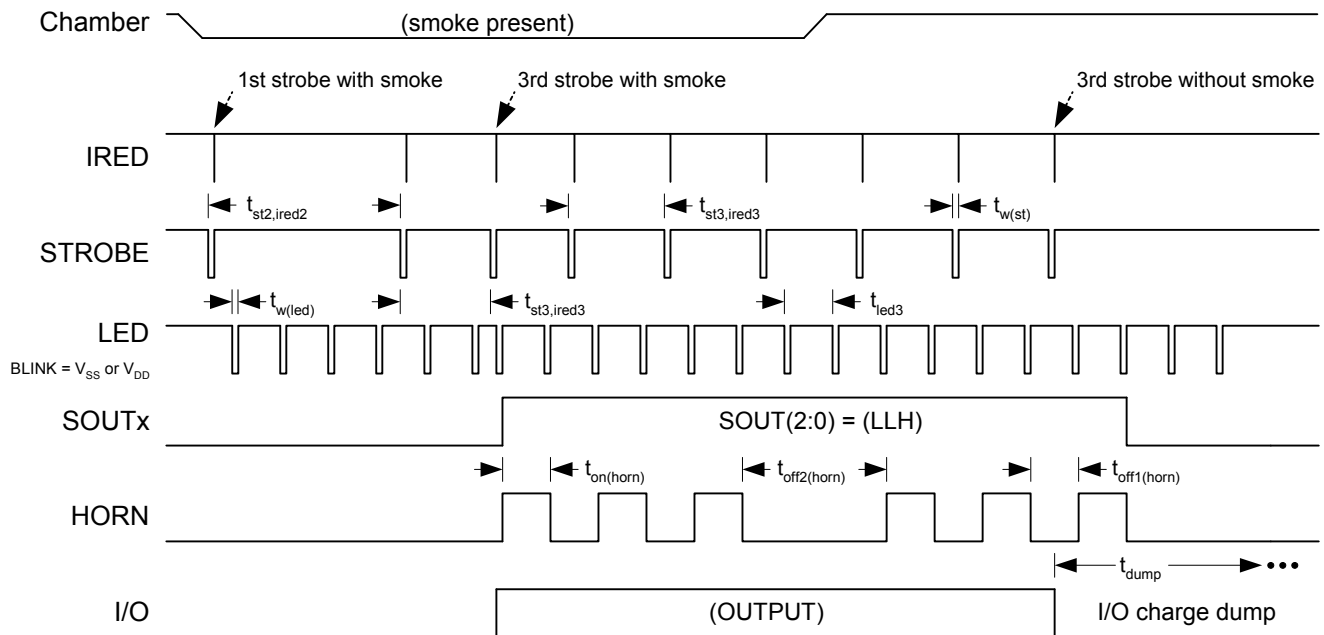 Chamber
(smoke present)
1st strobe with smoke
3rd strobe with smoke
3rd strobe without smoke
IRED
t_st2,ired2
t_st3,ired3
t_w(st)
STROBE
t_w(led)
t_st3,ired3
t_led3
LED
BLINK = V_SS or V_DD
SOUTx
SOUT(2:0) = (LLH)
t_on(horn)
t_off2(horn)
t_off1(horn)
HORN
t_dump
I/O
(OUTPUT)
I/O charge dump